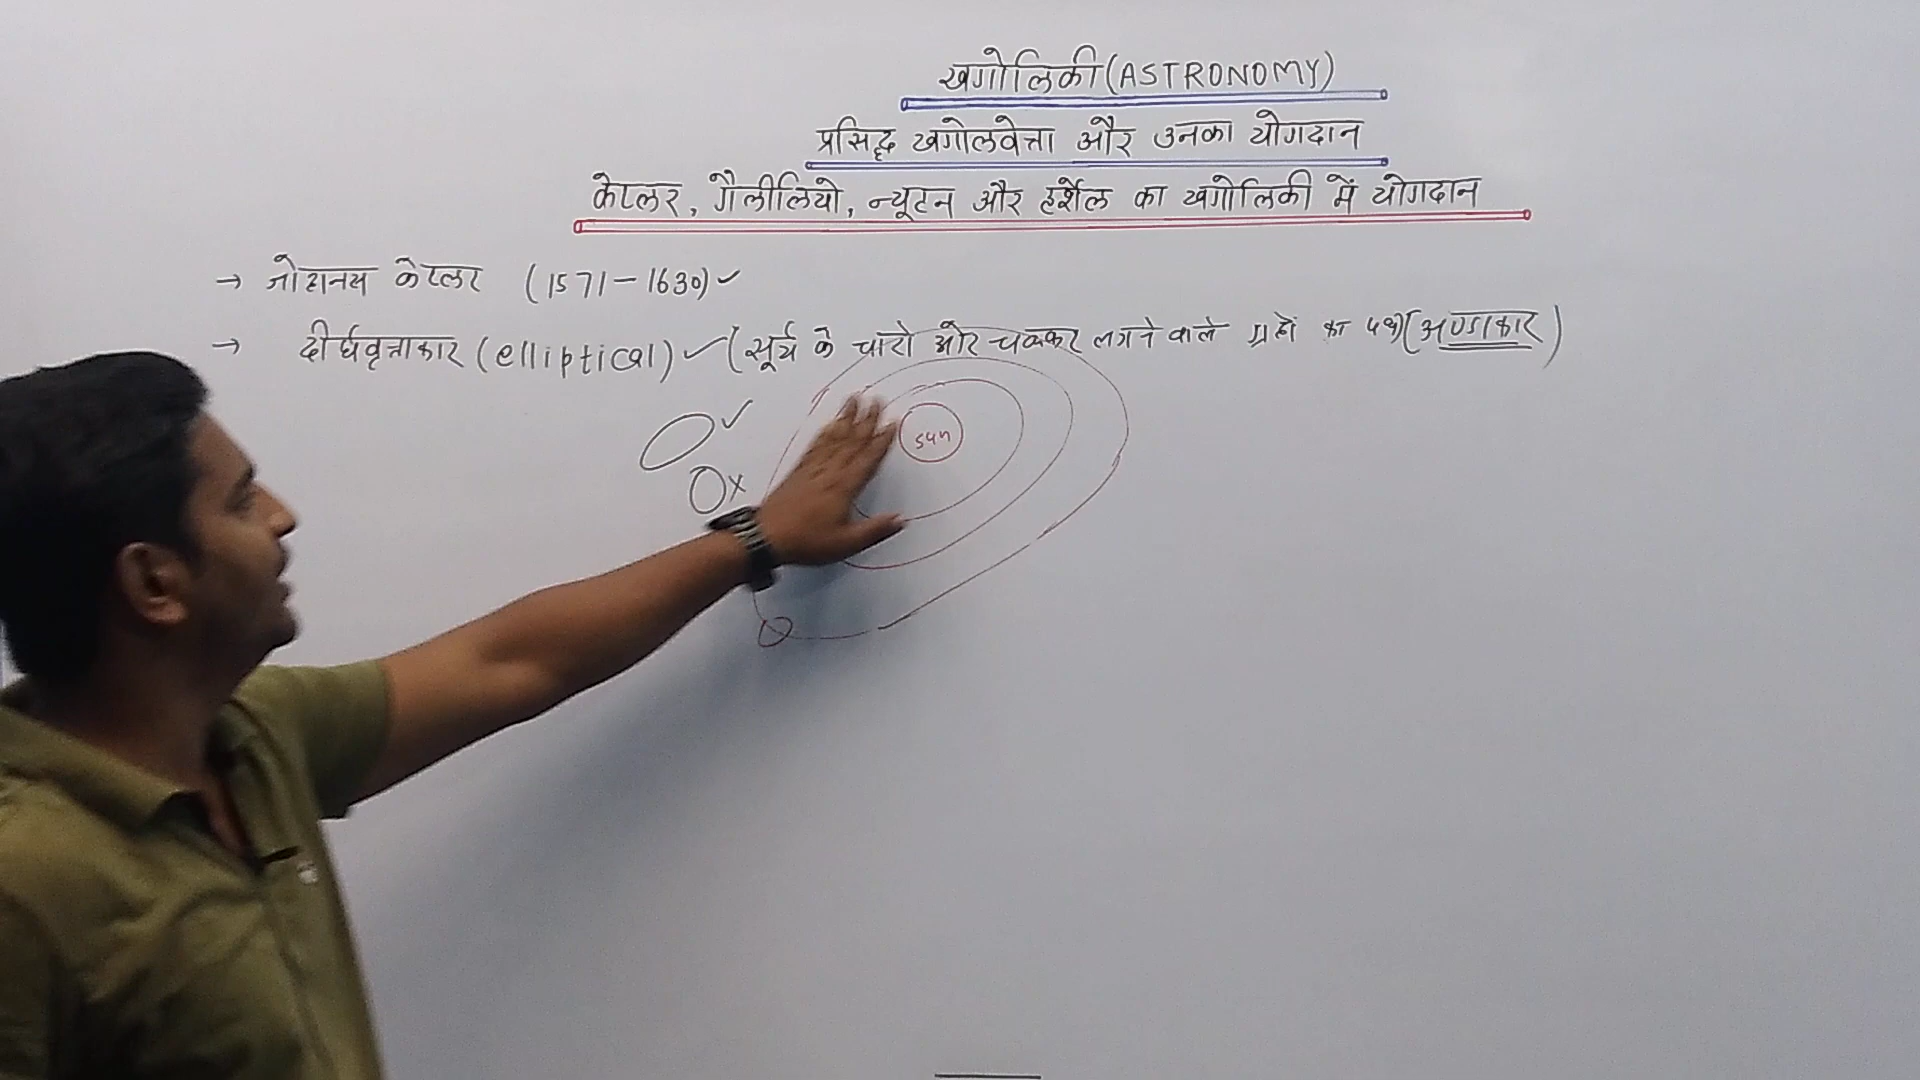 खगोलिकी (ASTRONOMY)
प्रसिद्ध खगोलवेत्ता और उनका योगदान
केप्लर, गैलीलियो, न्यूटन और हर्शेल का खगोलिकी में योगदान
→ जोहानस केप्लर (1571-1630) ✓
→ दीर्घवृत्ताकार (elliptical) ✓ (सूर्य के चारो ओर चक्कर लगाने वाले ग्रहों का पथ (अण्डाकार)
sun